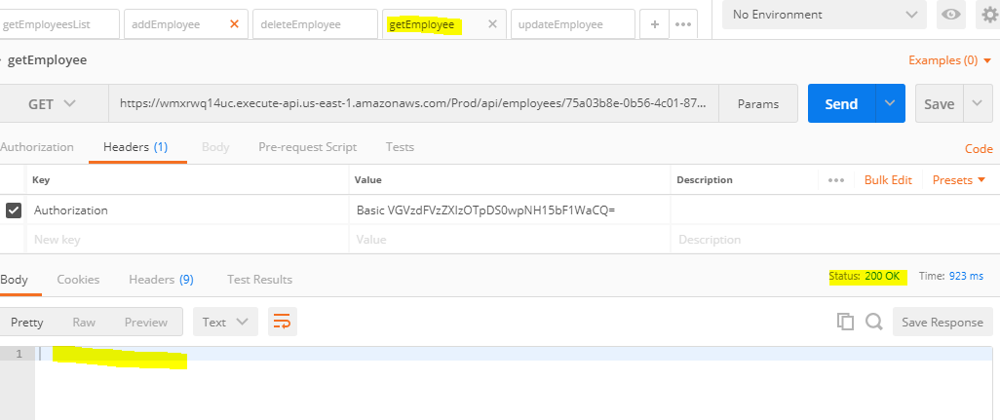 getEmployeesList addEmployee × deleteEmployee getEmployee × updateEmployee + ••• No Environment
getEmployee Examples (0)
GET https://wmxrwq14uc.execute-api.us-east-1.amazonaws.com/Prod/api/employees/75a03b8e-0b56-4c01-87... Params Send Save
Authorization Headers (1) Body Pre-request Script Tests Code
Key Value Description ••• Bulk Edit Presets
Authorization Basic VGVzdFVzZXIzOTpDS0wpNH15bF1WaCQ=
New key Value Description
Body Cookies Headers (9) Test Results Status: 200 OK Time: 923 ms
Pretty Raw Preview Text Save Response
1